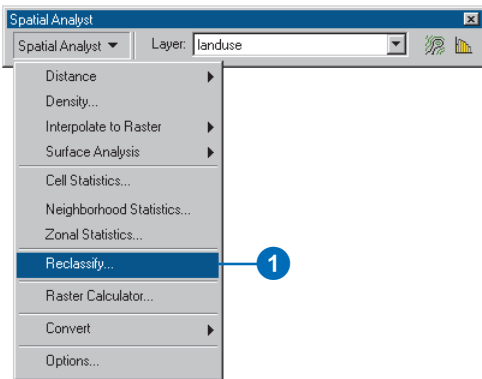 Spatial Analyst
Spatial Analyst Layer: landuse
Distance
Density...
Interpolate to Raster
Surface Analysis
Cell Statistics...
Neighborhood Statistics...
Zonal Statistics...
Reclassify... 1
Raster Calculator...
Convert
Options...